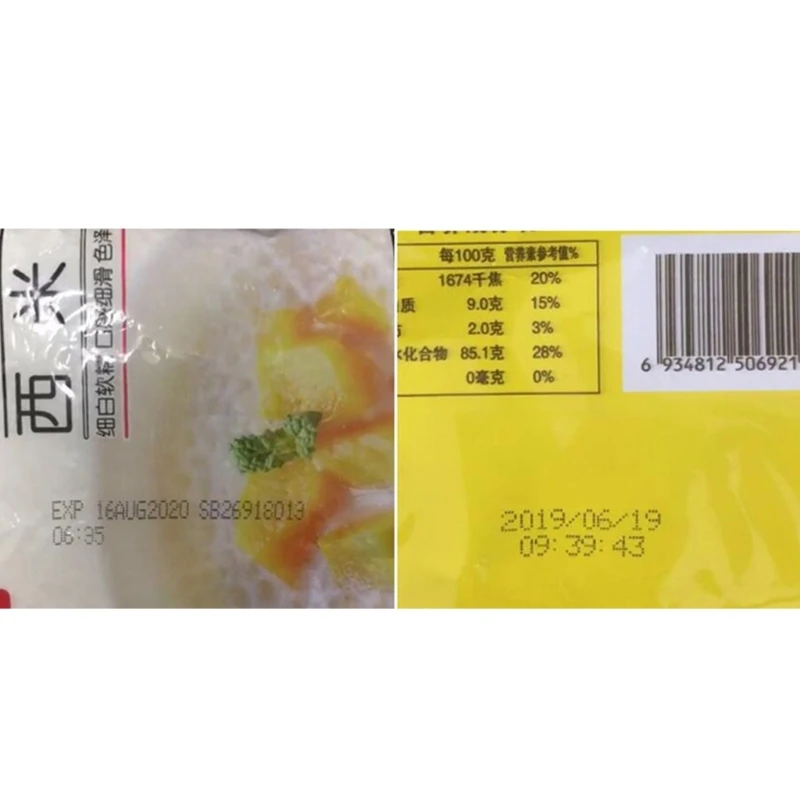 西米
细白软糯 口感细滑 色泽
EXP 16AUG2020 SB26918013
06:35
每100克 营养素参考值%
1674千焦 20%
质 9.0克 15%
2.0克 3%
水化合物 85.1克 28%
0毫克 0%
6 934812 506921
2019/06/19
09:39:43